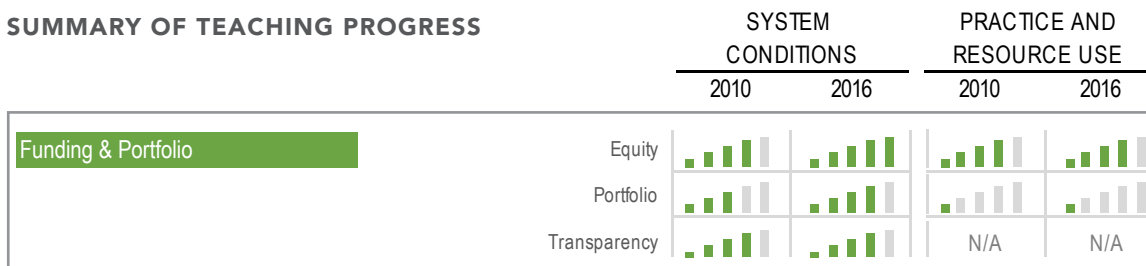 SUMMARY OF TEACHING PROGRESS
SYSTEM
CONDITIONS
PRACTICE AND
RESOURCE USE
2010 2016 2010 2016
Funding & Portfolio
Equity
Portfolio
Transparency N/A N/A